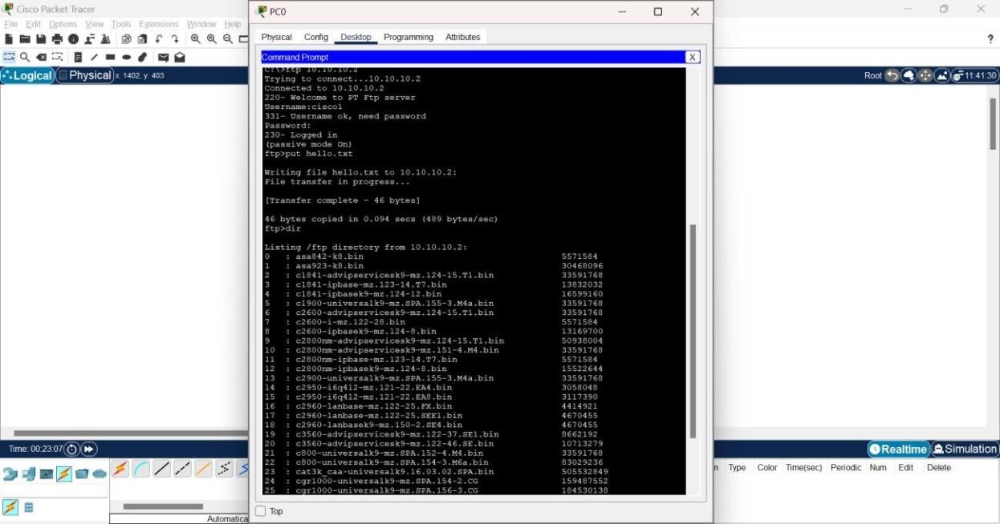 Cisco Packet Tracer
File Edit Options View Tools Extensions Window Help
?
Logical Physical x: 1402, y: 403
Root 11:41:30
PC0
Physical Config Desktop Programming Attributes
Command Prompt X
C:\>ftp 10.10.10.2
Trying to connect...10.10.10.2
Connected to 10.10.10.2
220- Welcome to PT Ftp server
Username:cisco1
331- Username ok, need password
Password:
230- Logged in
(passive mode On)
ftp>put hello.txt
Writing file hello.txt to 10.10.10.2:
File transfer in progress...
[Transfer complete - 46 bytes]
46 bytes copied in 0.094 secs (489 bytes/sec)
ftp>dir
Listing /ftp directory from 10.10.10.2:
0 : asa842-k8.bin 5571584
1 : asa923-k8.bin 30468096
2 : c1841-advipservicesk9-mz.124-15.T1.bin 33591768
3 : c1841-ipbase-mz.123-14.T7.bin 13832032
4 : c1841-ipbasek9-mz.124-12.bin 16599160
5 : c1900-universalk9-mz.SPA.155-3.M4a.bin 33591768
6 : c2600-advipservicesk9-mz.124-15.T1.bin 33591768
7 : c2600-i-mz.122-28.bin 5571584
8 : c2600-ipbasek9-mz.124-8.bin 13169700
9 : c2800nm-advipservicesk9-mz.124-15.T1.bin 50938004
10 : c2800nm-advipservicesk9-mz.151-4.M4.bin 33591768
11 : c2800nm-ipbase-mz.123-14.T7.bin 5571584
12 : c2800nm-ipbasek9-mz.124-8.bin 15522644
13 : c2900-universalk9-mz.SPA.155-3.M4a.bin 33591768
14 : c2950-i6q4l2-mz.121-22.EA4.bin 3058048
15 : c2950-i6q4l2-mz.121-22.EA8.bin 3117390
16 : c2960-lanbase-mz.122-25.FX.bin 4414921
17 : c2960-lanbase-mz.122-25.SEE1.bin 4670455
18 : c2960-lanbasek9-mz.150-2.SE4.bin 4670455
19 : c3560-advipservicesk9-mz.122-37.SE1.bin 8662192
20 : c3560-advipservicesk9-mz.122-46.SE.bin 10713279
21 : c800-universalk9-mz.SPA.152-4.M4.bin 33591768
22 : c800-universalk9-mz.SPA.154-3.M6a.bin 83029236
23 : cat3k_caa-universalk9.16.03.02.SPA.bin 505532849
24 : cgr1000-universalk9-mz.SPA.154-2.CG 159487552
25 : cgr1000-universalk9-mz.SPA.156-3.CG 184530138
Top
Time: 00:23:07
Realtime Simulation
n Type Color Time(sec) Periodic Num Edit Delete
Automatica